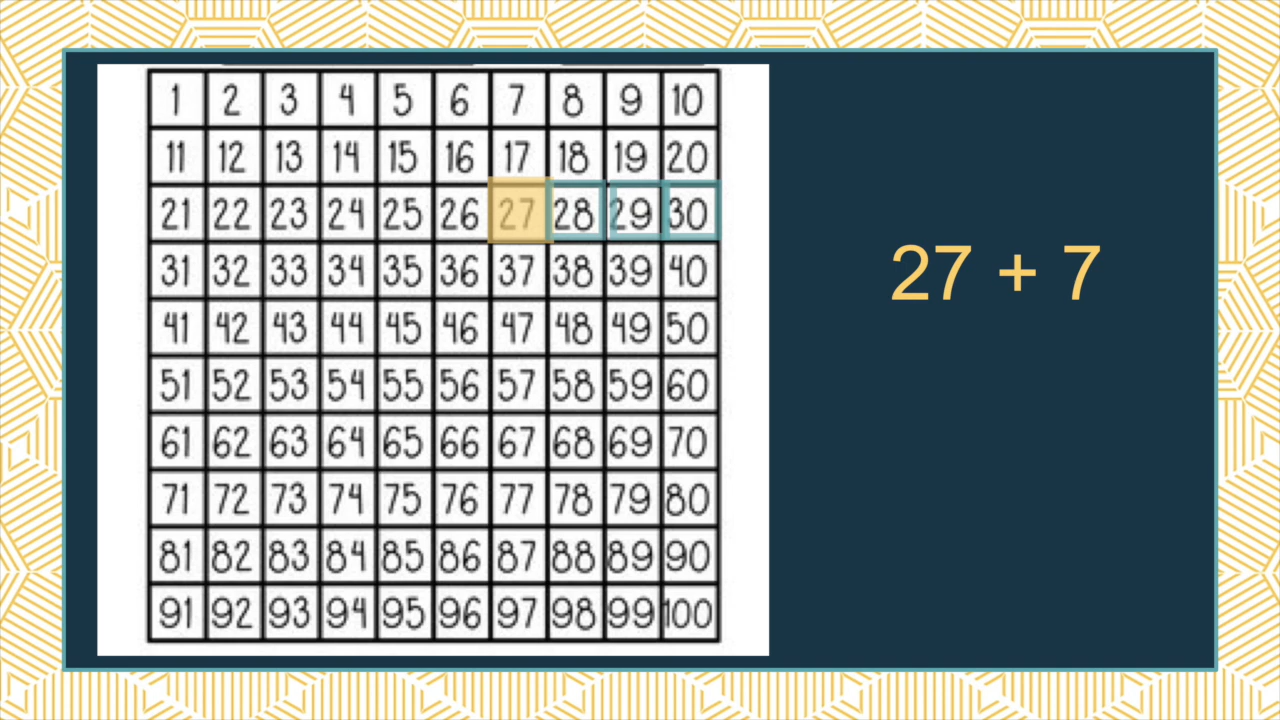 1 2 3 4 5 6 7 8 9 10
11 12 13 14 15 16 17 18 19 20
21 22 23 24 25 26 27 28 29 30
31 32 33 34 35 36 37 38 39 40
41 42 43 44 45 46 47 48 49 50
51 52 53 54 55 56 57 58 59 60
61 62 63 64 65 66 67 68 69 70
71 72 73 74 75 76 77 78 79 80
81 82 83 84 85 86 87 88 89 90
91 92 93 94 95 96 97 98 99 100
27 + 7